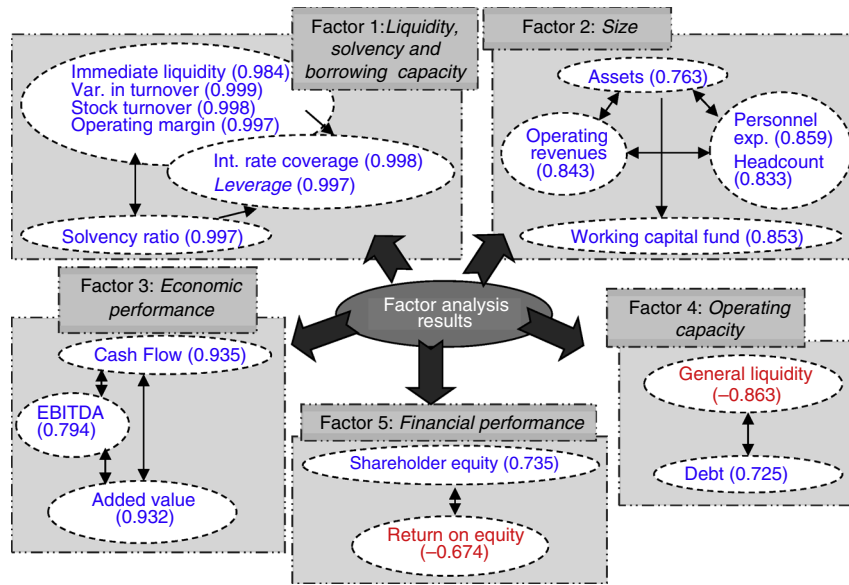 Factor 1:Liquidity,
solvency and
borrowing capacity
Immediate liquidity (0.984)
Var. in turnover (0.999)
Stock turnover (0.998)
Operating margin (0.997)
Int. rate coverage (0.998)
Leverage (0.997)
Solvency ratio (0.997)
Factor 2: Size
Assets (0.763)
Operating
revenues
(0.843)
Personnel
exp. (0.859)
Headcount
(0.833)
Working capital fund (0.853)
Factor analysis
results
Factor 3: Economic
performance
Cash Flow (0.935)
EBITDA
(0.794)
Added value
(0.932)
Factor 5: Financial performance
Shareholder equity (0.735)
Return on equity
(–0.674)
Factor 4: Operating
capacity
General liquidity
(–0.863)
Debt (0.725)